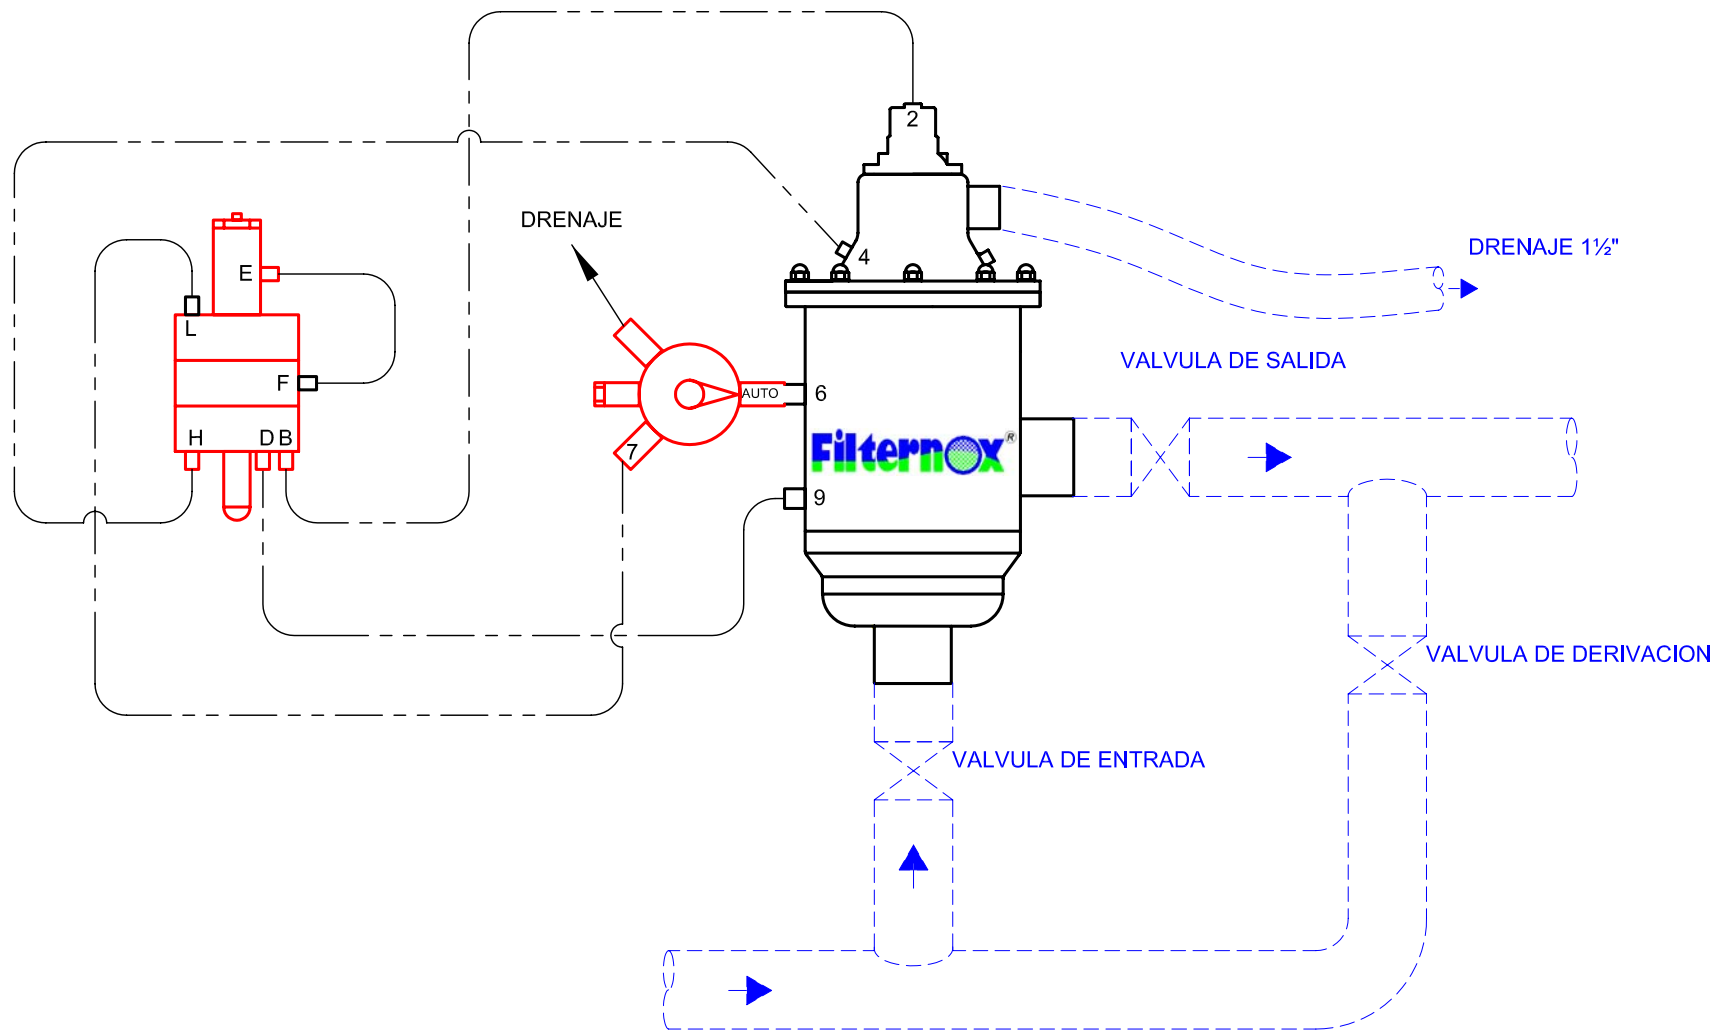 2
DRENAJE
4
DRENAJE 1½"
E
L
VALVULA DE SALIDA
F
AUTO
6
H
D
B
7
Filternox®
9
VALVULA DE DERIVACION
VALVULA DE ENTRADA